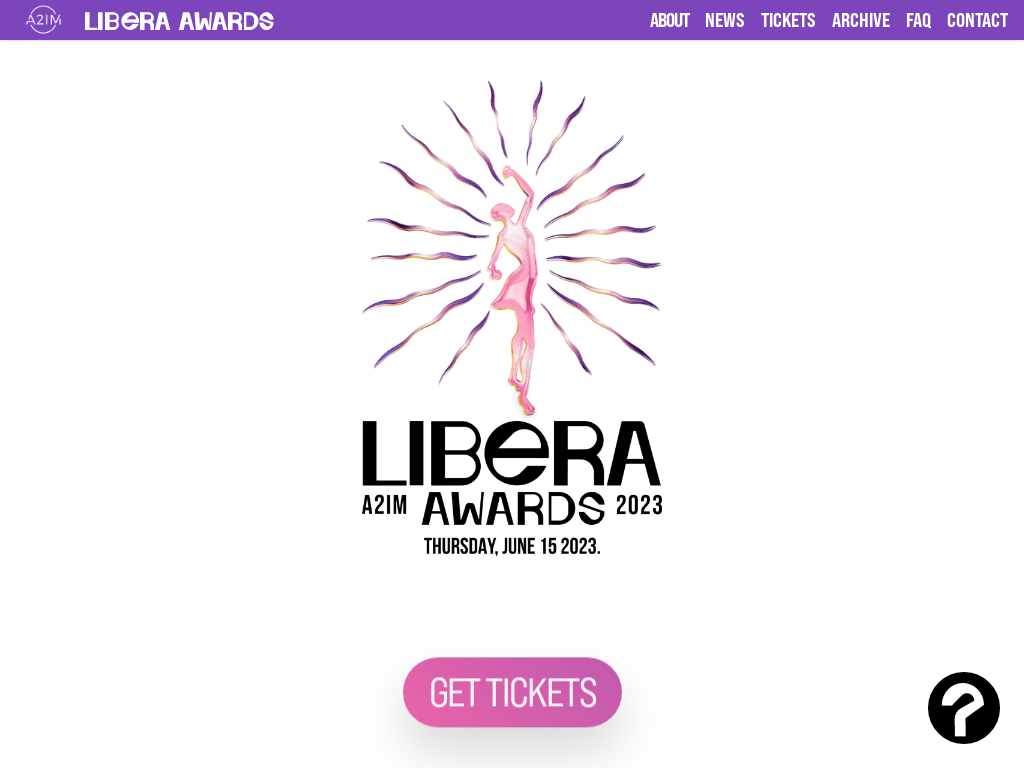 A2IM LIBeRA AWARDS ABOUT NEWS TICKETS ARCHIVE FAQ CONTACT
LIBeRA
A2IM AWARDS 2023
THURSDAY, JUNE 15 2023.
GET TICKETS
?